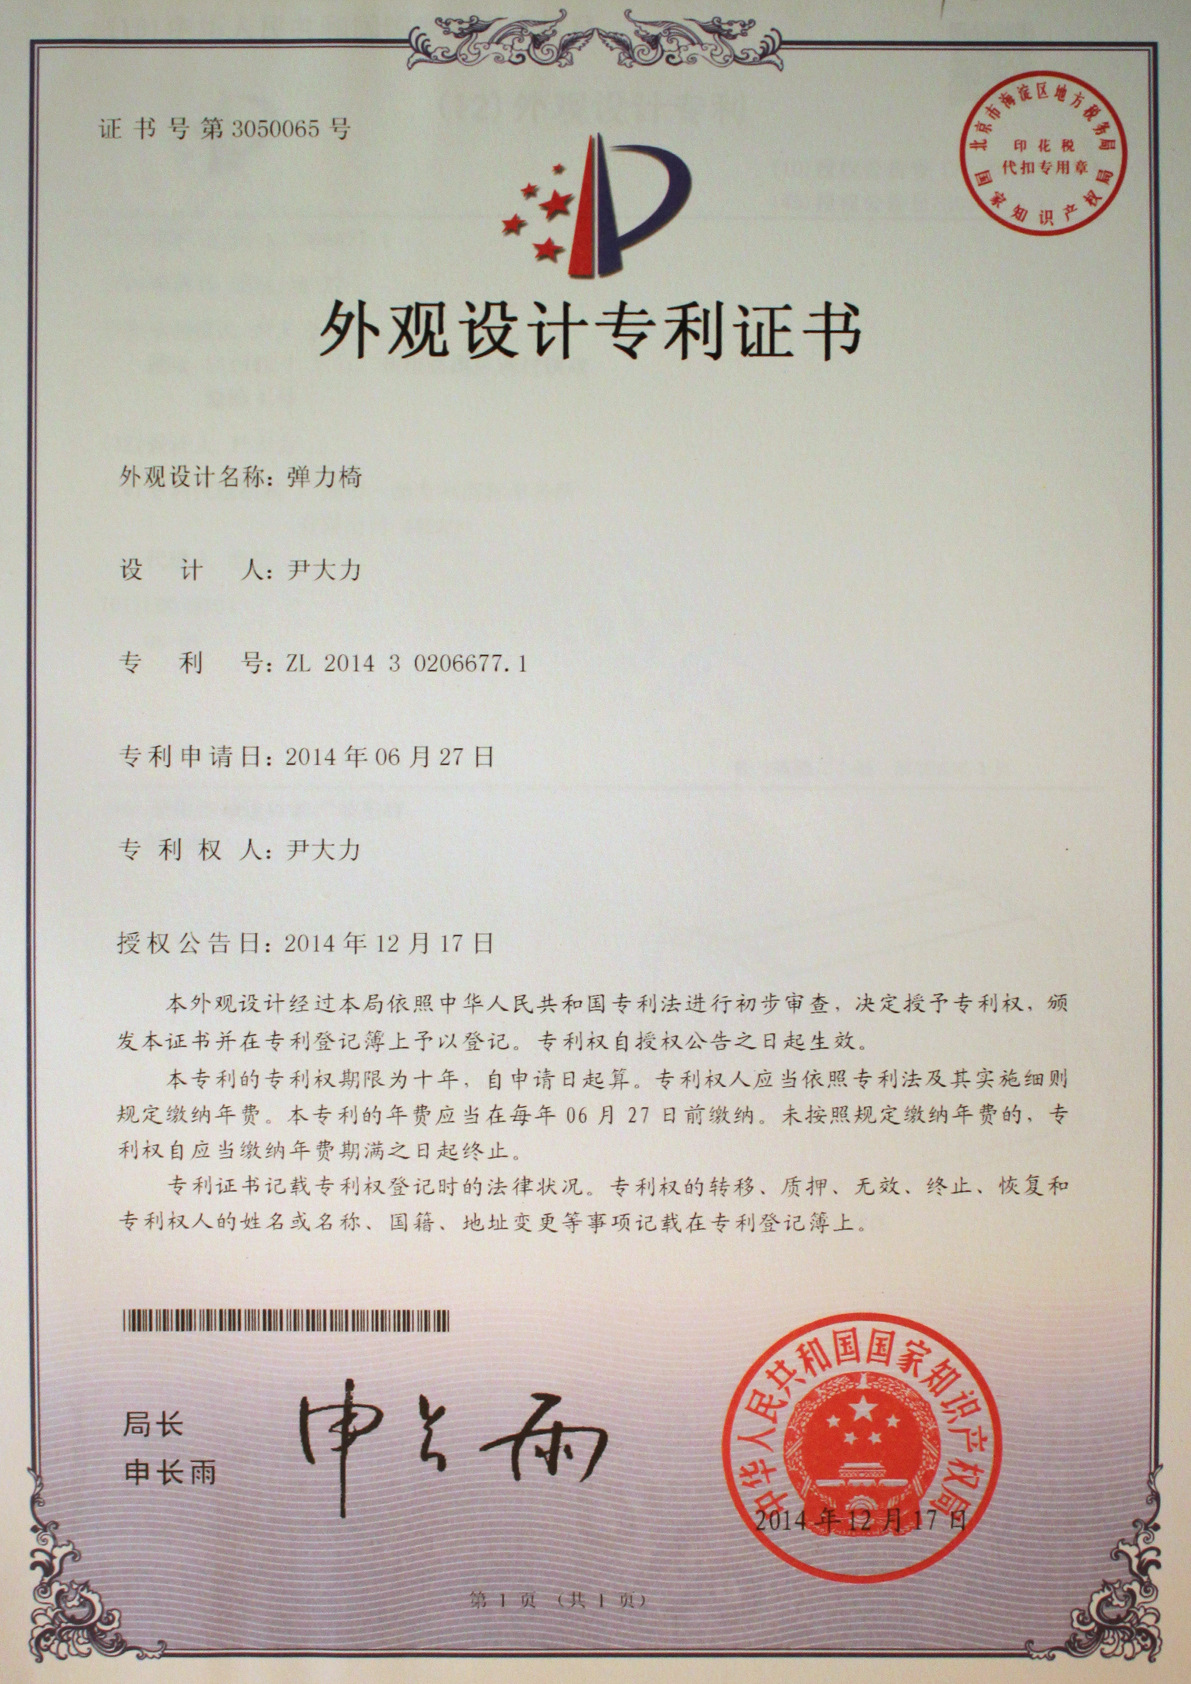 证书号第3050065号
北京市海淀区地方税务局
印花税
代扣专用章
国家知识产权局
外观设计专利证书
外观设计名称：弹力椅
设计人：尹大力
专利号：ZL 2014 3 0206677.1
专利申请日：2014年06月27日
专利权人：尹大力
授权公告日：2014年12月17日
本外观设计经过本局依照中华人民共和国专利法进行初步审查，决定授予专利权，颁
发本证书并在专利登记簿上予以登记。专利权自授权公告之日起生效。
本专利的专利权期限为十年，自申请日起算。专利权人应当依照专利法及其实施细则
规定缴纳年费。本专利的年费应当在每年06月27日前缴纳。未按照规定缴纳年费的，专
利权自应当缴纳年费期满之日起终止。
专利证书记载专利权登记时的法律状况。专利权的转移、质押、无效、终止、恢复和
专利权人的姓名或名称、国籍、地址变更等事项记载在专利登记簿上。
局长
申长雨
申长雨
中华人民共和国国家知识产权局
2014年12月17日
第1页（共1页）